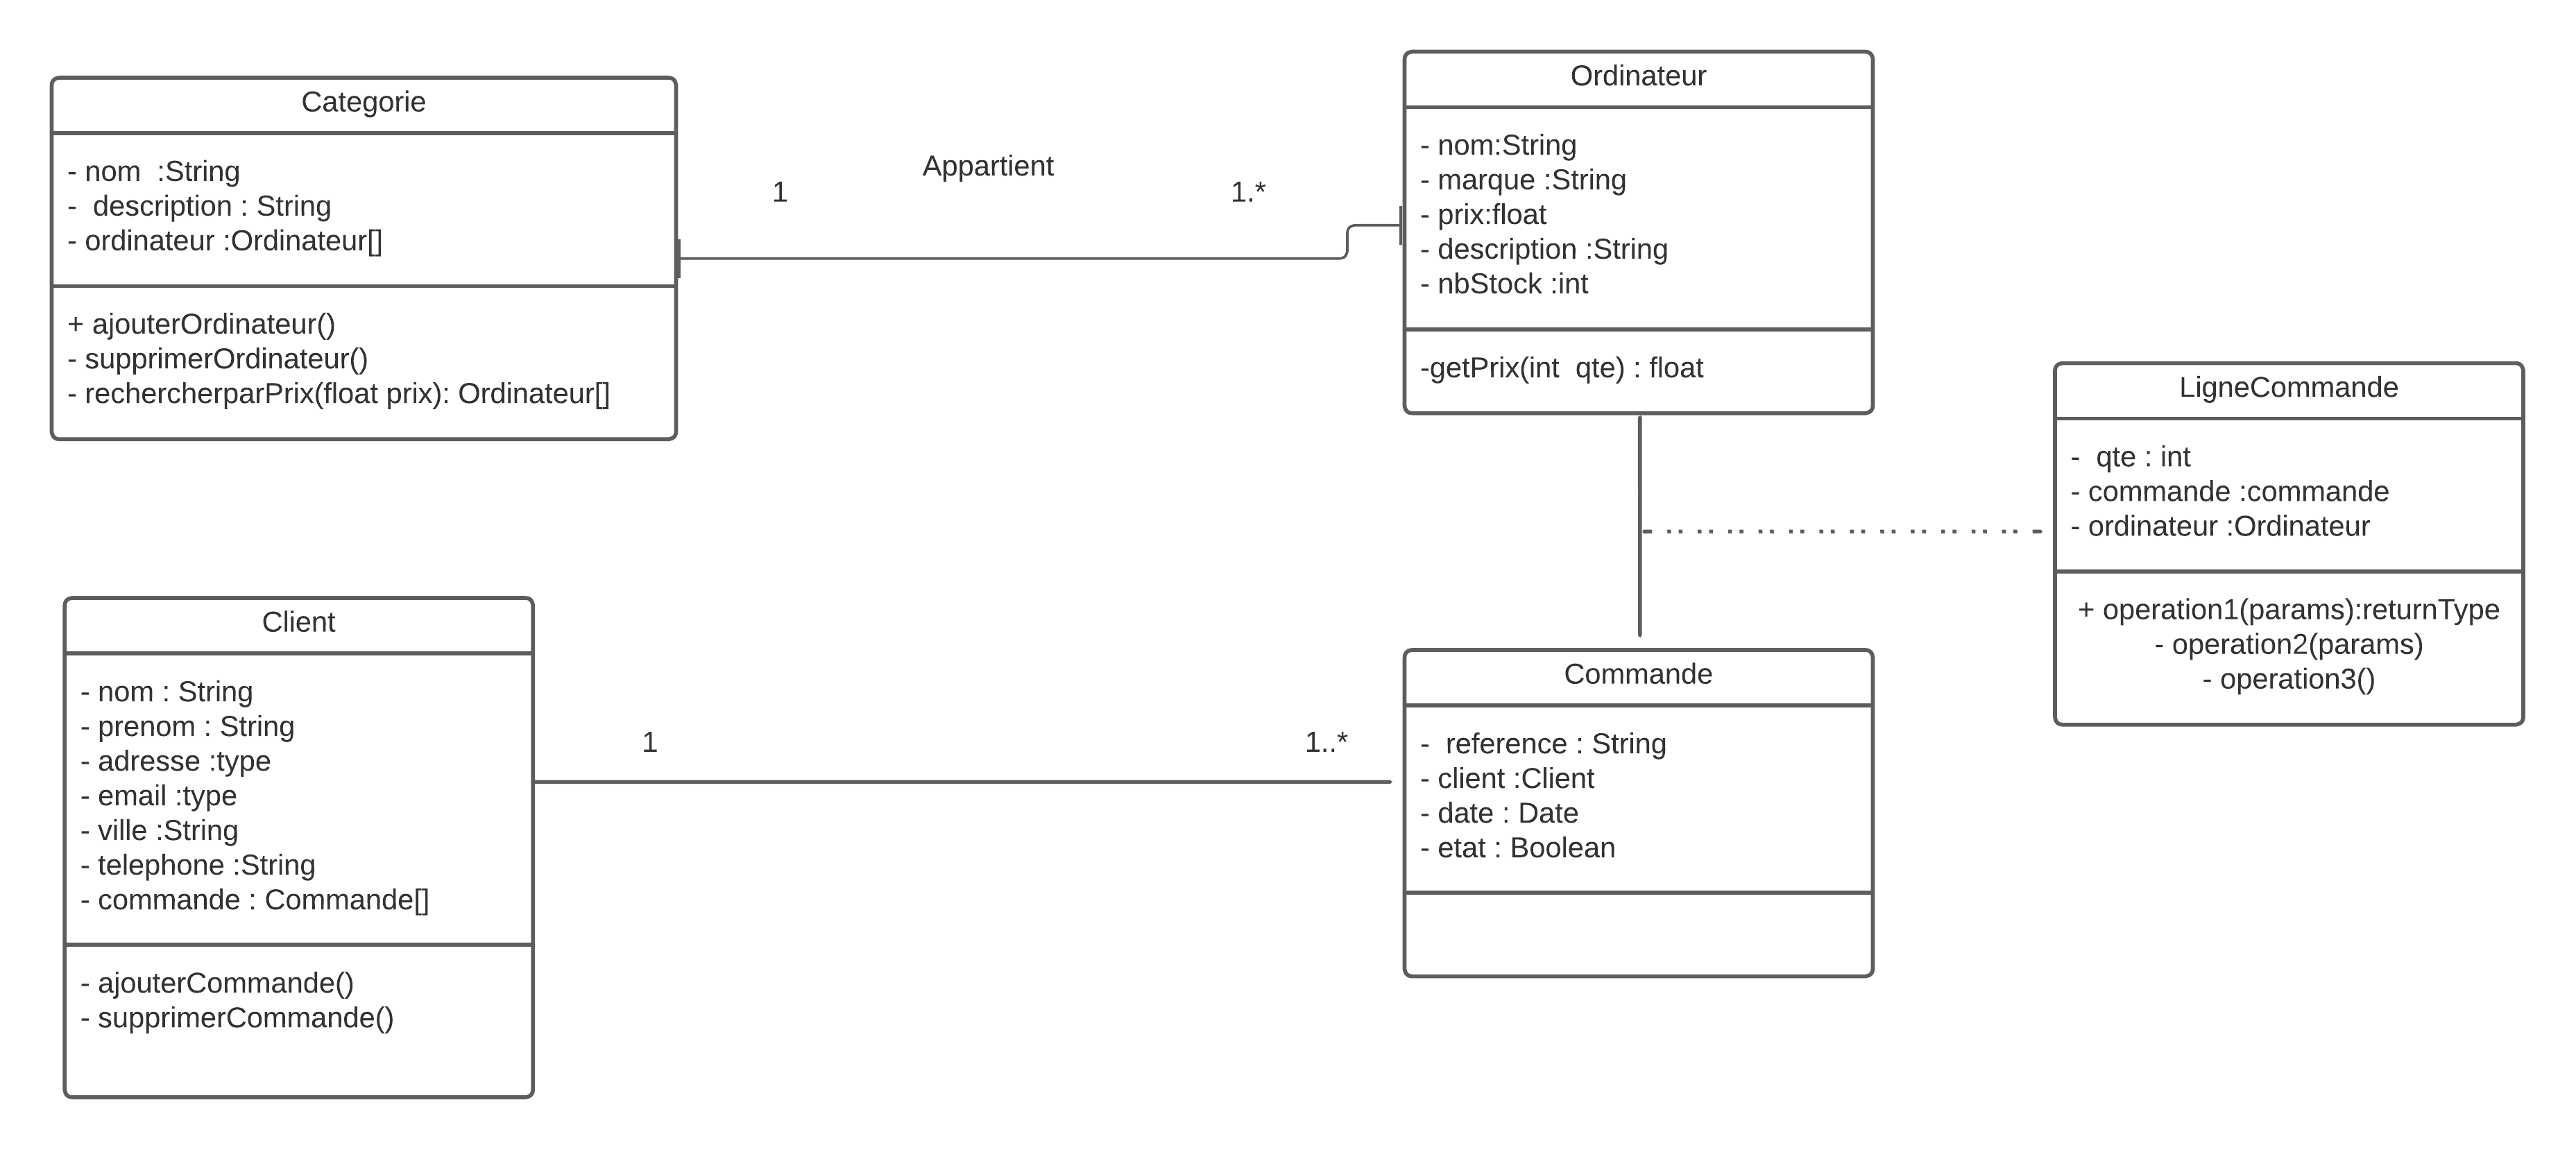 Categorie
- nom  :String
-  description : String
- ordinateur :Ordinateur[]
+ ajouterOrdinateur()
- supprimerOrdinateur()
- rechercherparPrix(float prix): Ordinateur[]
Appartient
1
1.*
Ordinateur
- nom:String
- marque :String
- prix:float
- description :String
- nbStock :int
-getPrix(int  qte) : float
LigneCommande
-  qte : int
- commande :commande
- ordinateur :Ordinateur
+ operation1(params):returnType
- operation2(params)
- operation3()
Client
- nom : String
- prenom : String
- adresse :type
- email :type
- ville :String
- telephone :String
- commande : Commande[]
- ajouterCommande()
- supprimerCommande()
1
1..*
Commande
-  reference : String
- client :Client
- date : Date
- etat : Boolean